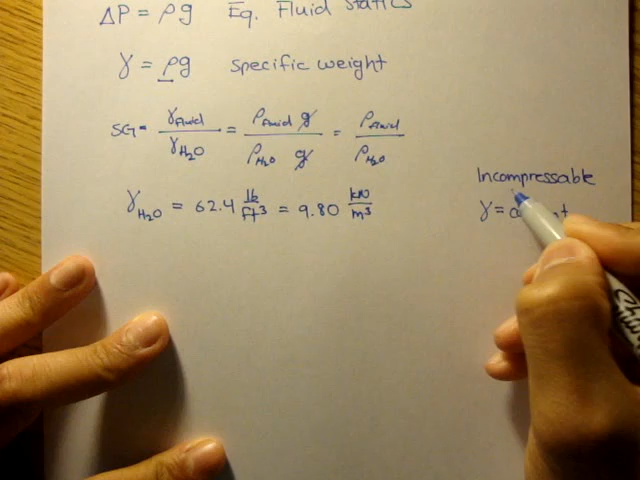 ΔP = ρg Eq. Fluid Statics
γ = ρg specific weight
SG = γFluid / γH₂O = ρFluid g / ρH₂O g = ρFluid / ρH₂O
γH₂O = 62.4 lb/ft³ = 9.80 kN/m³
Incompressable
γ =